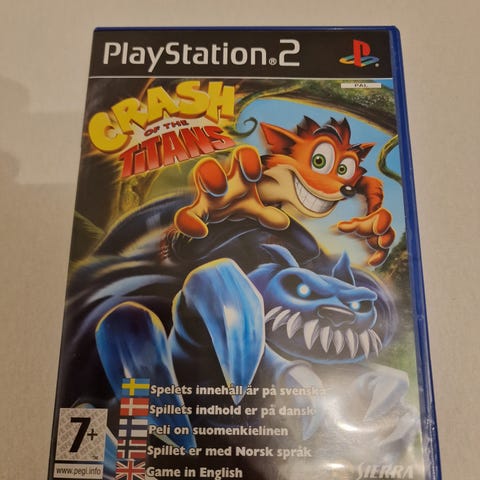 PlayStation®2
PAL
CRASH
OF THE
TITANS
Spelets innehåll är på svenska
Spillets indhold er på dansk
Peli on suomenkielinen
Spillet er med Norsk språk
Game in English
7+
www.pegi.info
SIERRA